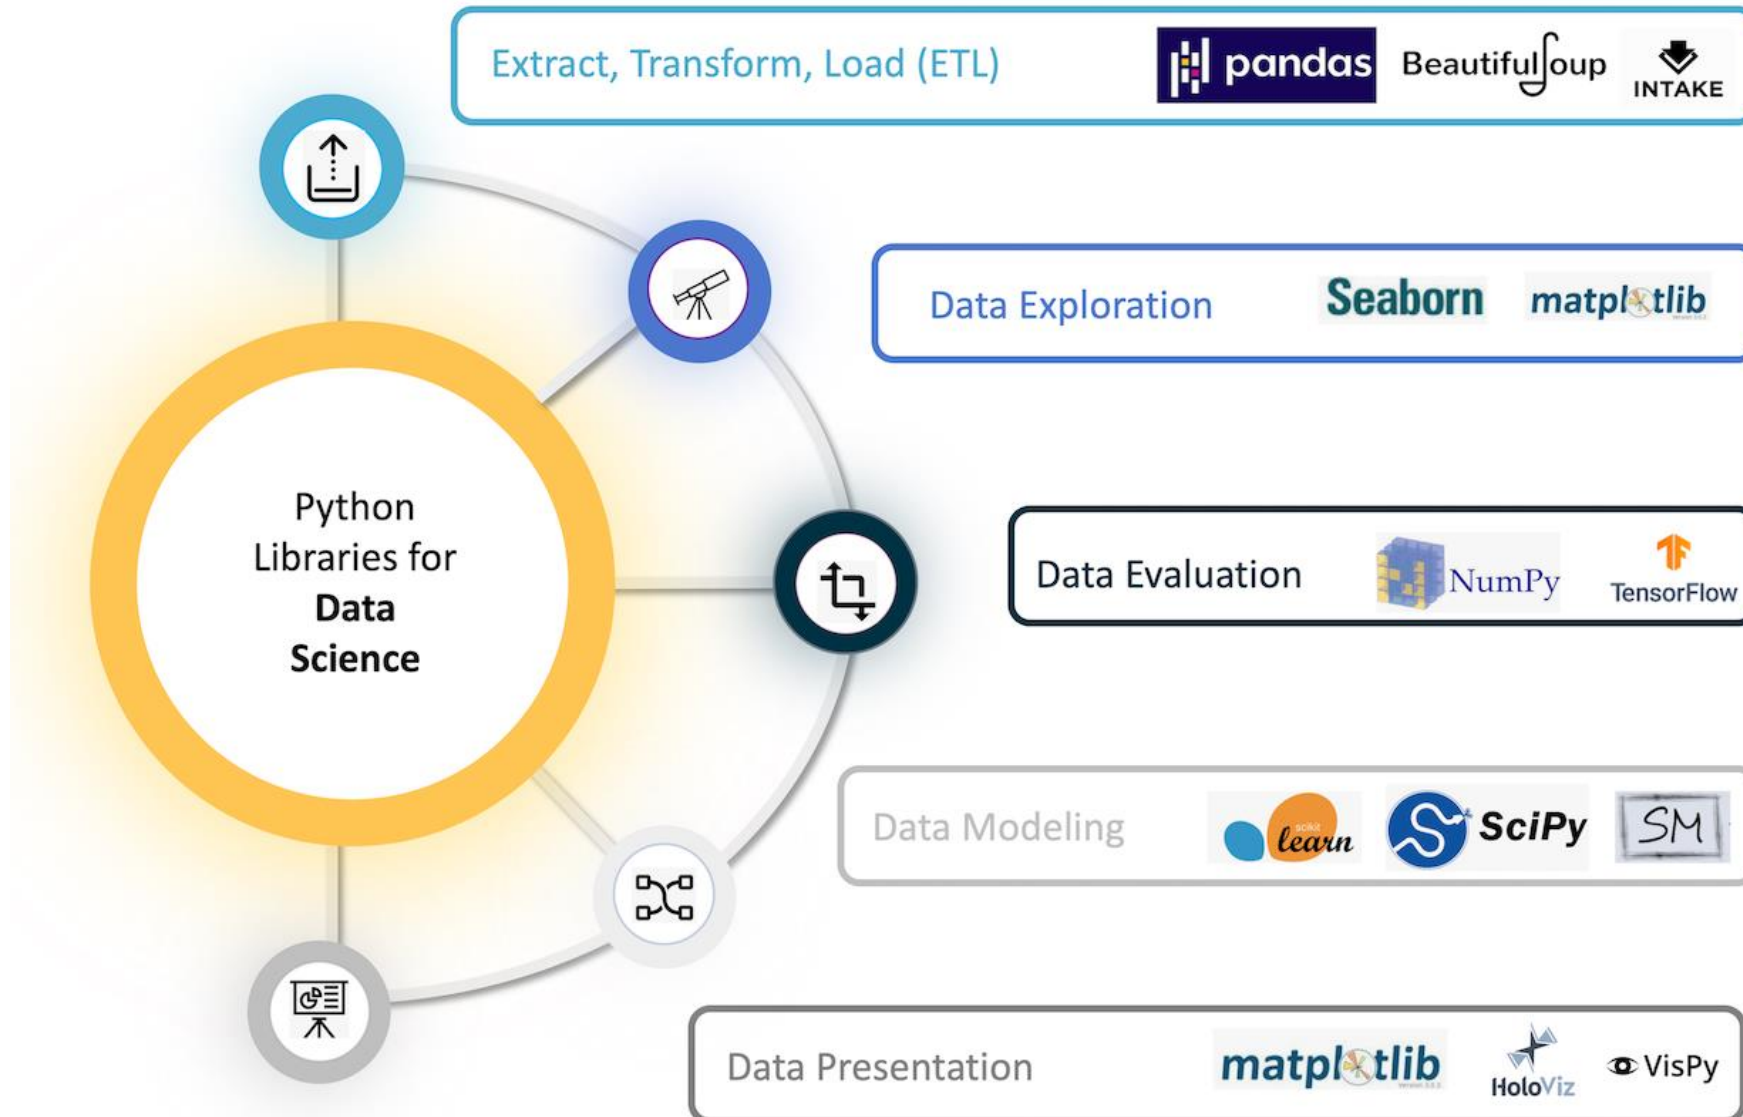 Extract, Transform, Load (ETL)
pandas
BeautifulSoup
INTAKE
Data Exploration
Seaborn
matplotlib
Python
Libraries for
Data
Science
Data Evaluation
NumPy
TensorFlow
Data Modeling
scikit
learn
SciPy
SM
Data Presentation
matplotlib
HoloViz
VisPy